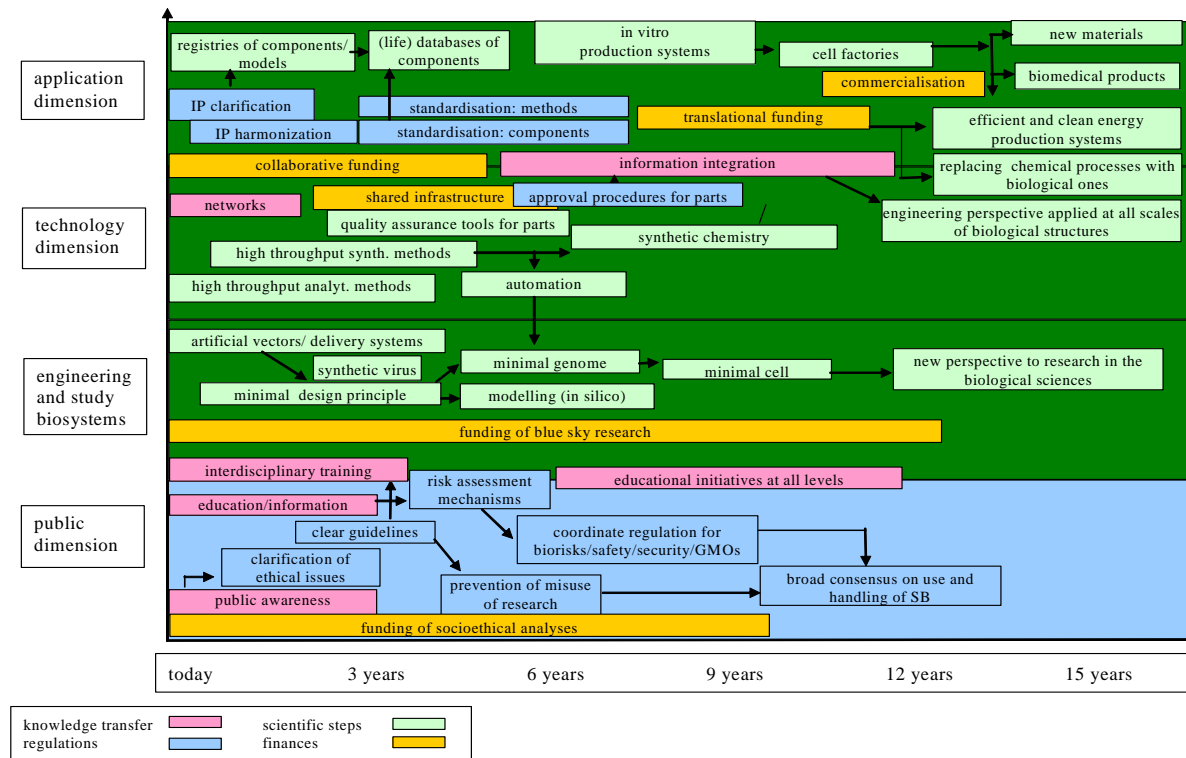 application
dimension
registries of components/
models
(life) databases of
components
in vitro
production systems
cell factories
new materials
biomedical products
commercialisation
IP clarification
IP harmonization
standardisation: methods
standardisation: components
translational funding
efficient and clean energy
production systems
collaborative funding
information integration
replacing chemical processes with
biological ones
technology
dimension
networks
shared infrastructure
approval procedures for parts
engineering perspective applied at all scales
of biological structures
quality assurance tools for parts
synthetic chemistry
high throughput synth. methods
high throughput analyt. methods
automation
engineering
and study
biosystems
artificial vectors/ delivery systems
synthetic virus
minimal design principle
minimal genome
modelling (in silico)
minimal cell
new perspective to research in the
biological sciences
funding of blue sky research
public
dimension
interdisciplinary training
education/information
risk assessment
mechanisms
educational initiatives at all levels
clear guidelines
coordinate regulation for
biorisks/safety/security/GMOs
clarification of
ethical issues
public awareness
prevention of misuse
of research
broad consensus on use and
handling of SB
funding of socioethical analyses
today 3 years 6 years 9 years 12 years 15 years
knowledge transfer scientific steps
regulations finances